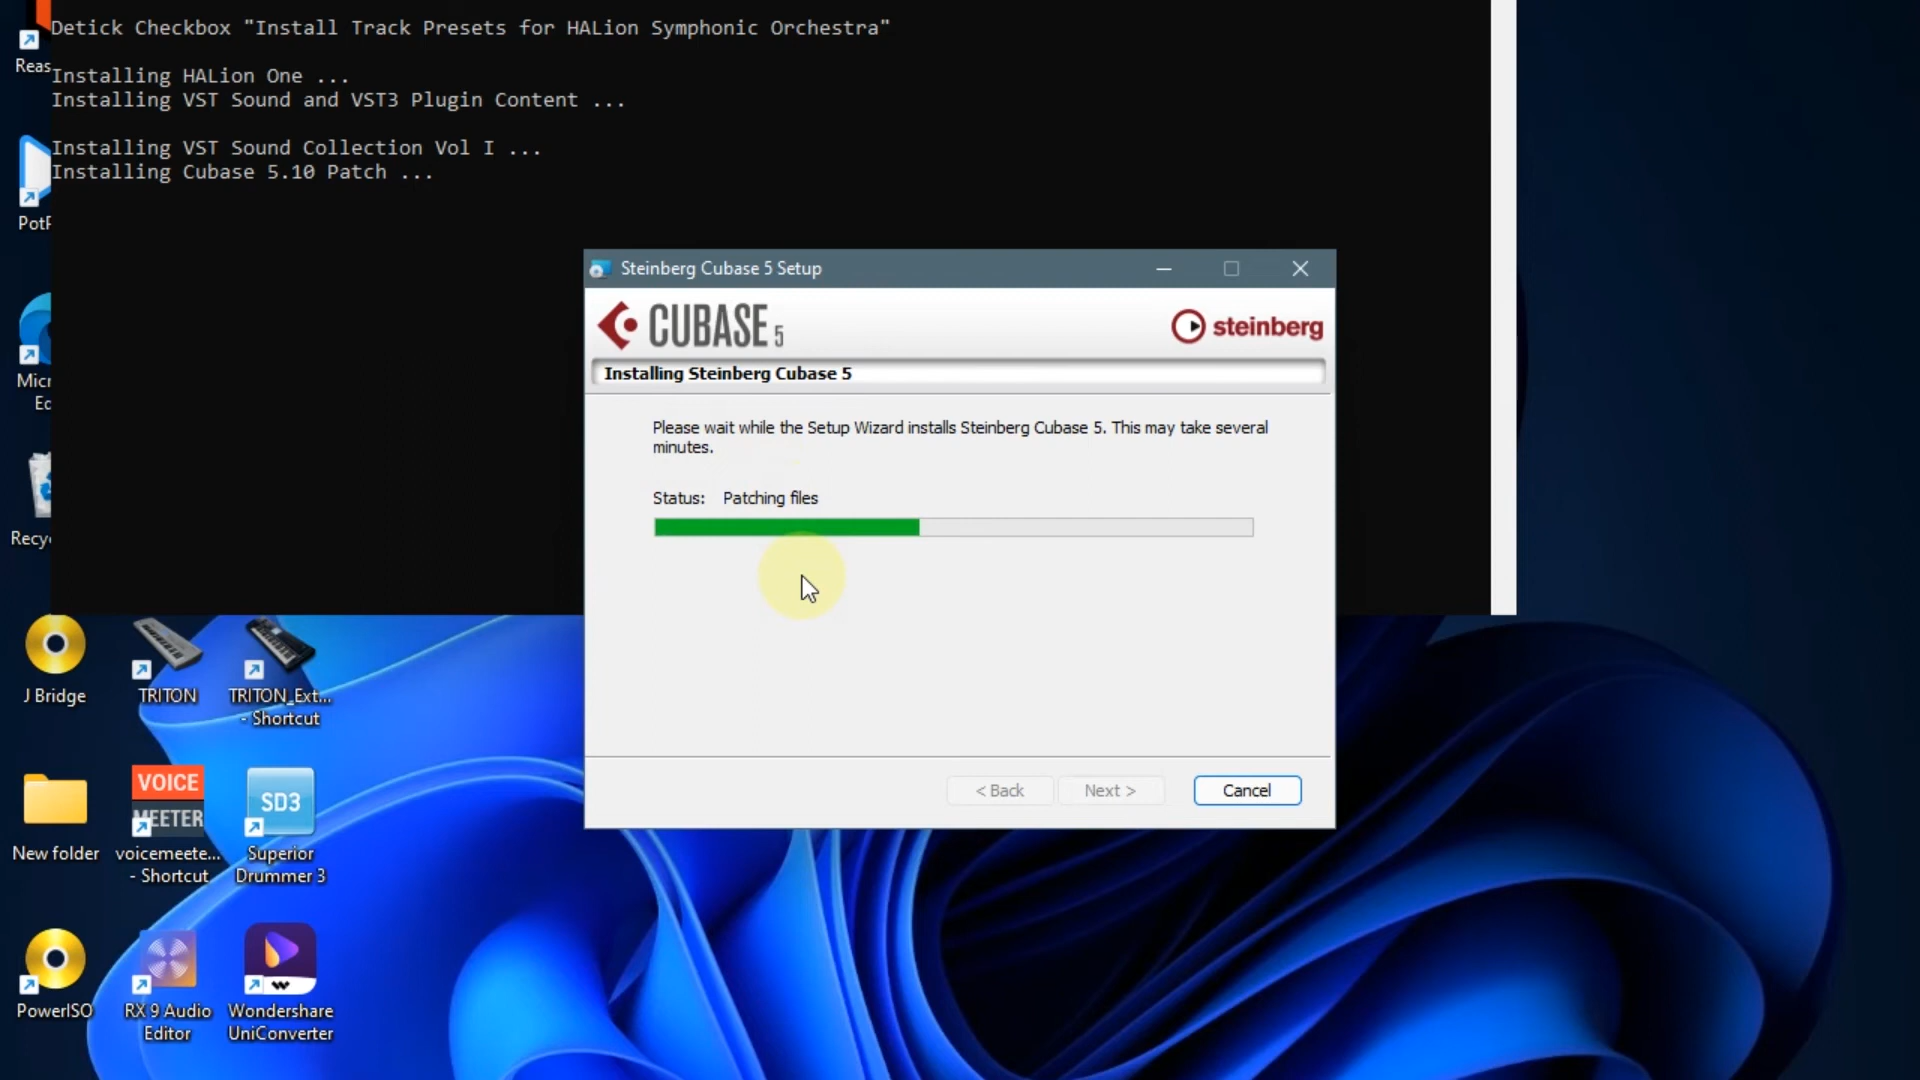 Detick Checkbox "Install Track Presets for HALion Symphonic Orchestra"
Installing HALion One ...
Installing VST Sound and VST3 Plugin Content ...
Installing VST Sound Collection Vol I ...
Installing Cubase 5.10 Patch ...
Reas
PotP
Micr
Ed
Recy
Steinberg Cubase 5 Setup
CUBASE 5
steinberg
Installing Steinberg Cubase 5
Please wait while the Setup Wizard installs Steinberg Cubase 5. This may take several
minutes.
Status: Patching files
< Back
Next >
Cancel
J Bridge
TRITON
TRITON_Ext...
- Shortcut
New folder
VOICE
MEETER
voicemeete...
- Shortcut
SD3
Superior
Drummer 3
PowerISO
RX 9 Audio
Editor
Wondershare
UniConverter